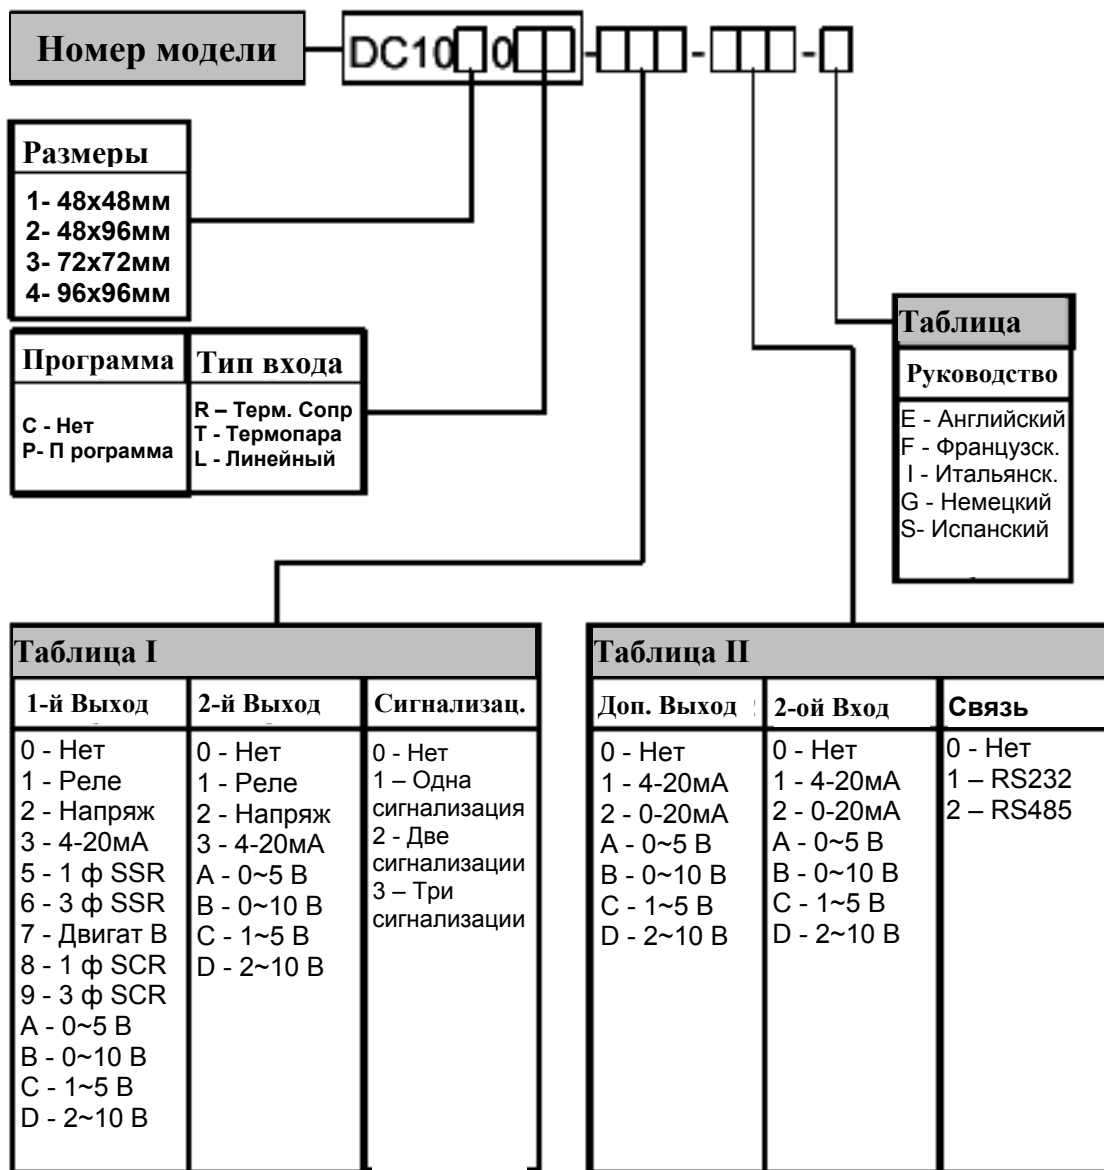 Номер модели
DC10□0□□-□□□-□□□-□
Размеры
1- 48x48мм
2- 48x96мм
3- 72x72мм
4- 96x96мм
Программа
С - Нет
Р- П рограмма
Тип входа
R – Терм. Сопр
T - Термопара
L - Линейный
Таблица
Руководство
E - Английский
F - Французск.
I - Итальянск.
G - Немецкий
S- Испанский
Таблица I
1-й Выход
0 - Нет
1 - Реле
2 - Напряж
3 - 4-20мА
5 - 1 ф SSR
6 - 3 ф SSR
7 - Двигат В
8 - 1 ф SCR
9 - 3 ф SCR
A - 0~5 В
B - 0~10 В
C - 1~5 В
D - 2~10 В
2-й Выход
0 - Нет
1 - Реле
2 - Напряж
3 - 4-20мА
A - 0~5 В
B - 0~10 В
C - 1~5 В
D - 2~10 В
Сигнализац.
0 - Нет
1 – Одна
сигнализация
2 - Две
сигнализации
3 – Три
сигнализации
Таблица II
Доп. Выход
0 - Нет
1 - 4-20мА
2 - 0-20мА
A - 0~5 В
B - 0~10 В
C - 1~5 В
D - 2~10 В
2-ой Вход
0 - Нет
1 - 4-20мА
2 - 0-20мА
A - 0~5 В
B - 0~10 В
C - 1~5 В
D - 2~10 В
Связь
0 - Нет
1 – RS232
2 – RS485